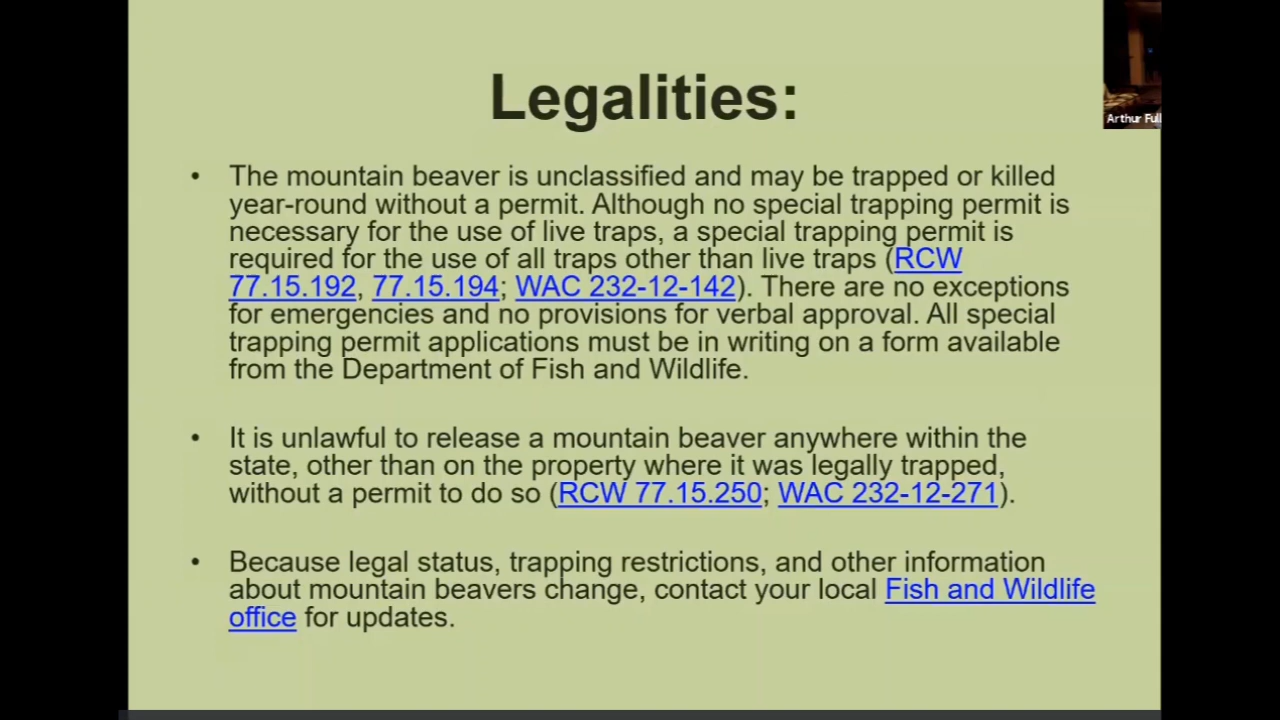 Legalities:
Arthur Full
• The mountain beaver is unclassified and may be trapped or killed
year-round without a permit. Although no special trapping permit is
necessary for the use of live traps, a special trapping permit is
required for the use of all traps other than live traps (RCW
77.15.192, 77.15.194; WAC 232-12-142). There are no exceptions
for emergencies and no provisions for verbal approval. All special
trapping permit applications must be in writing on a form available
from the Department of Fish and Wildlife.
• It is unlawful to release a mountain beaver anywhere within the
state, other than on the property where it was legally trapped,
without a permit to do so (RCW 77.15.250; WAC 232-12-271).
• Because legal status, trapping restrictions, and other information
about mountain beavers change, contact your local Fish and Wildlife
office for updates.